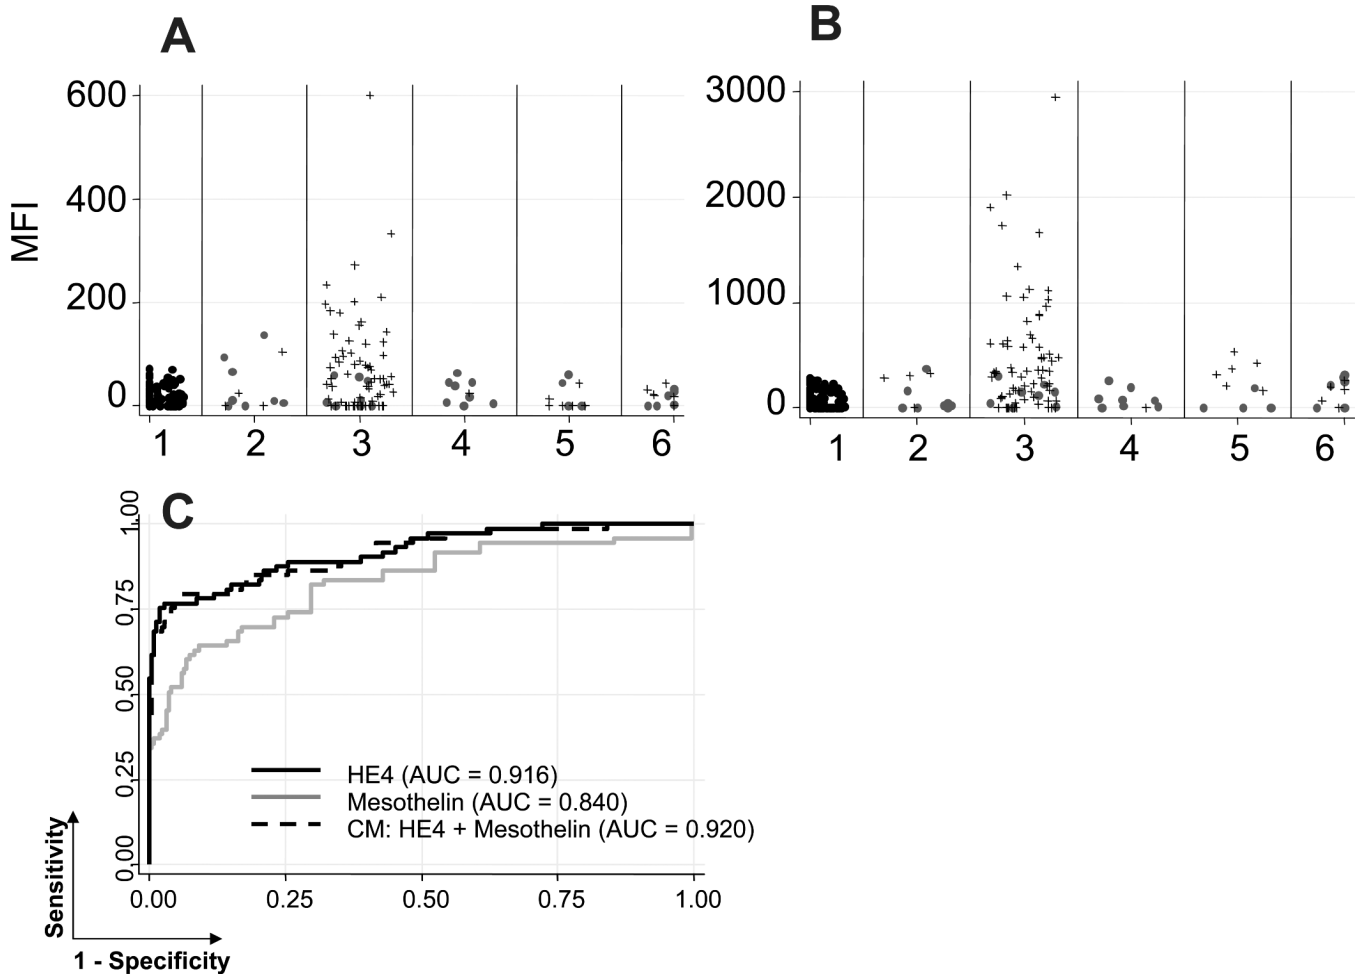 A
B
MFI
600
400
200
0
1 2 3 4 5 6
3000
2000
1000
0
1 2 3 4 5 6
C
1.00
0.75
0.50
0.25
0.00
HE4 (AUC = 0.916)
Mesothelin (AUC = 0.840)
CM: HE4 + Mesothelin (AUC = 0.920)
0.00 0.25 0.50 0.75 1.00
Sensitivity
1 - Specificity